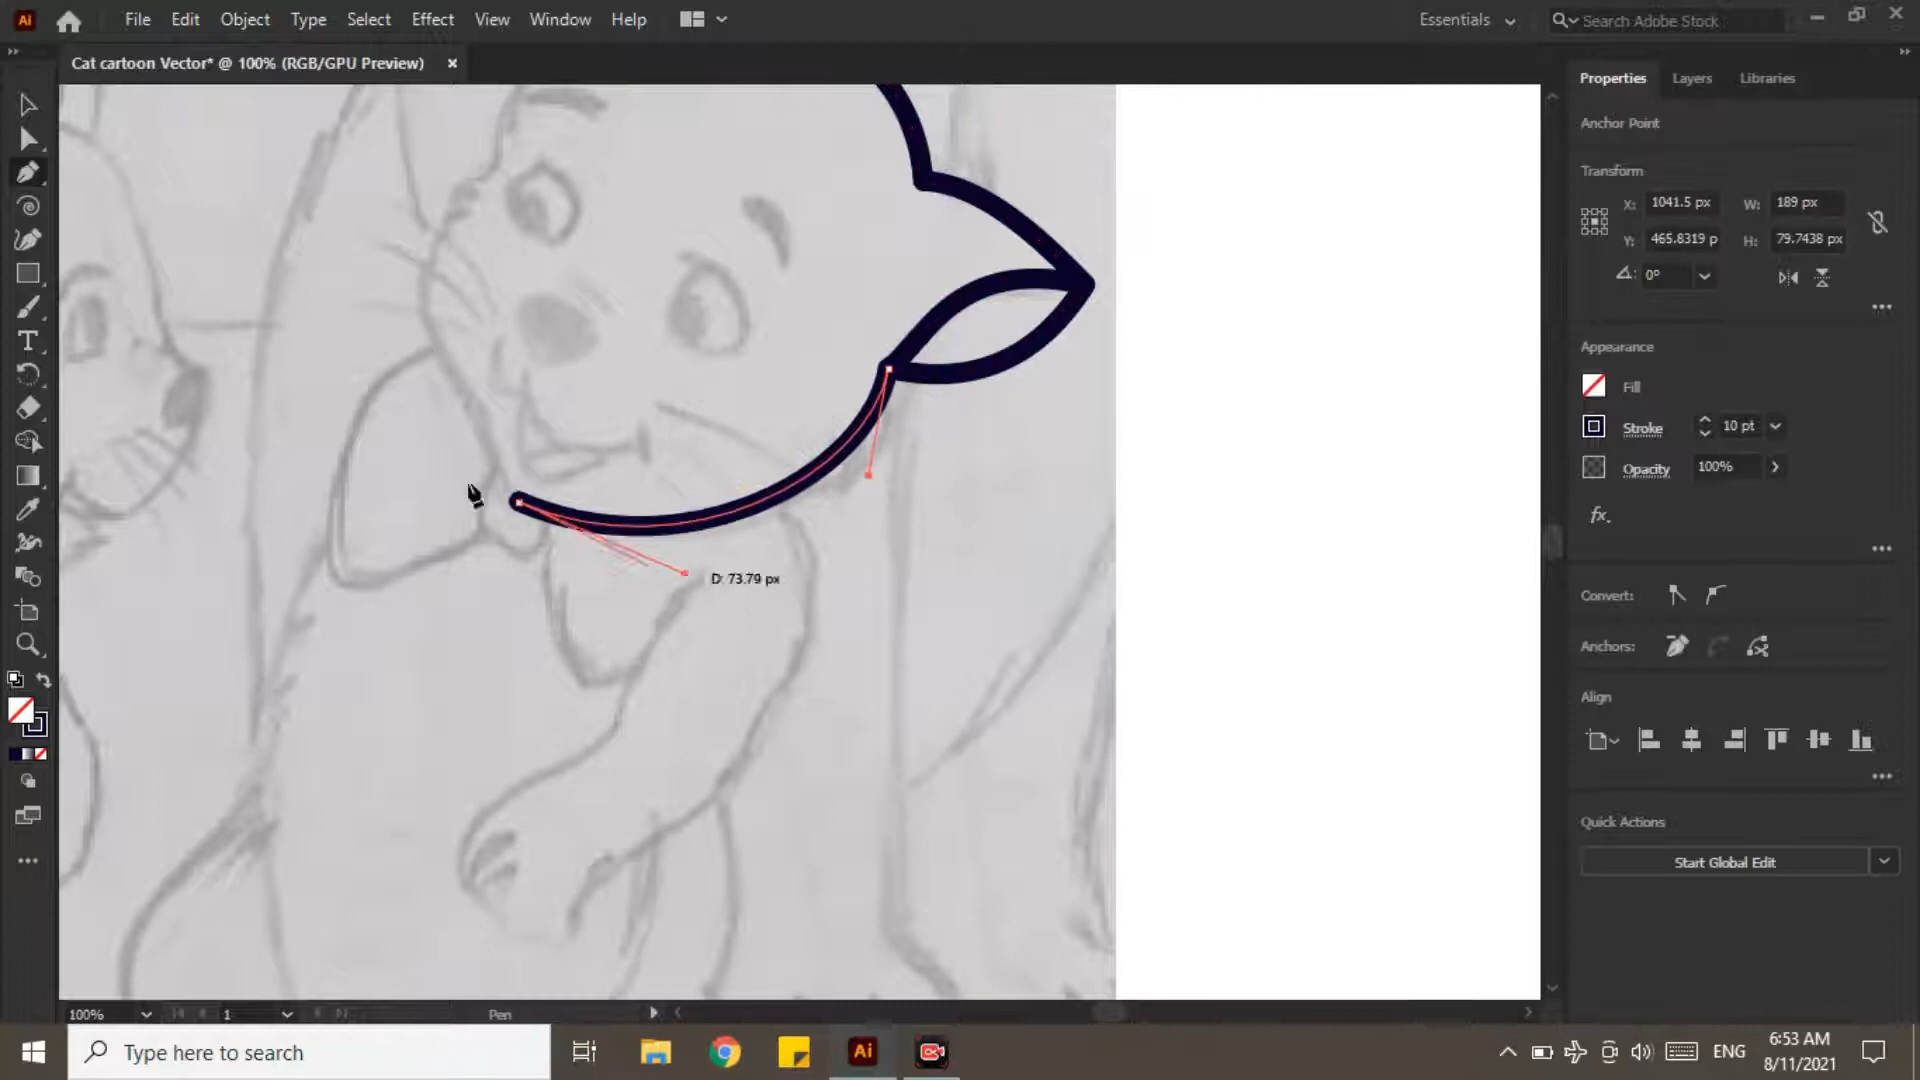 Ai File Edit Object Type Select Effect View Window Help Essentials Search Adobe Stock
Cat cartoon Vector* @ 100% (RGB/GPU Preview) ×
Properties Layers Libraries
Anchor Point
Transform
X: 1041.5 px W: 189 px
Y: 465.8319 p H: 79.7438 px
0°
Appearance
Fill
Stroke 10 pt
Opacity 100%
fx.
D: 73.79 px
Convert:
Anchors:
Align
Quick Actions
Start Global Edit
100% 1 Pen
Type here to search
Ai
ENG
6:53 AM
8/11/2021